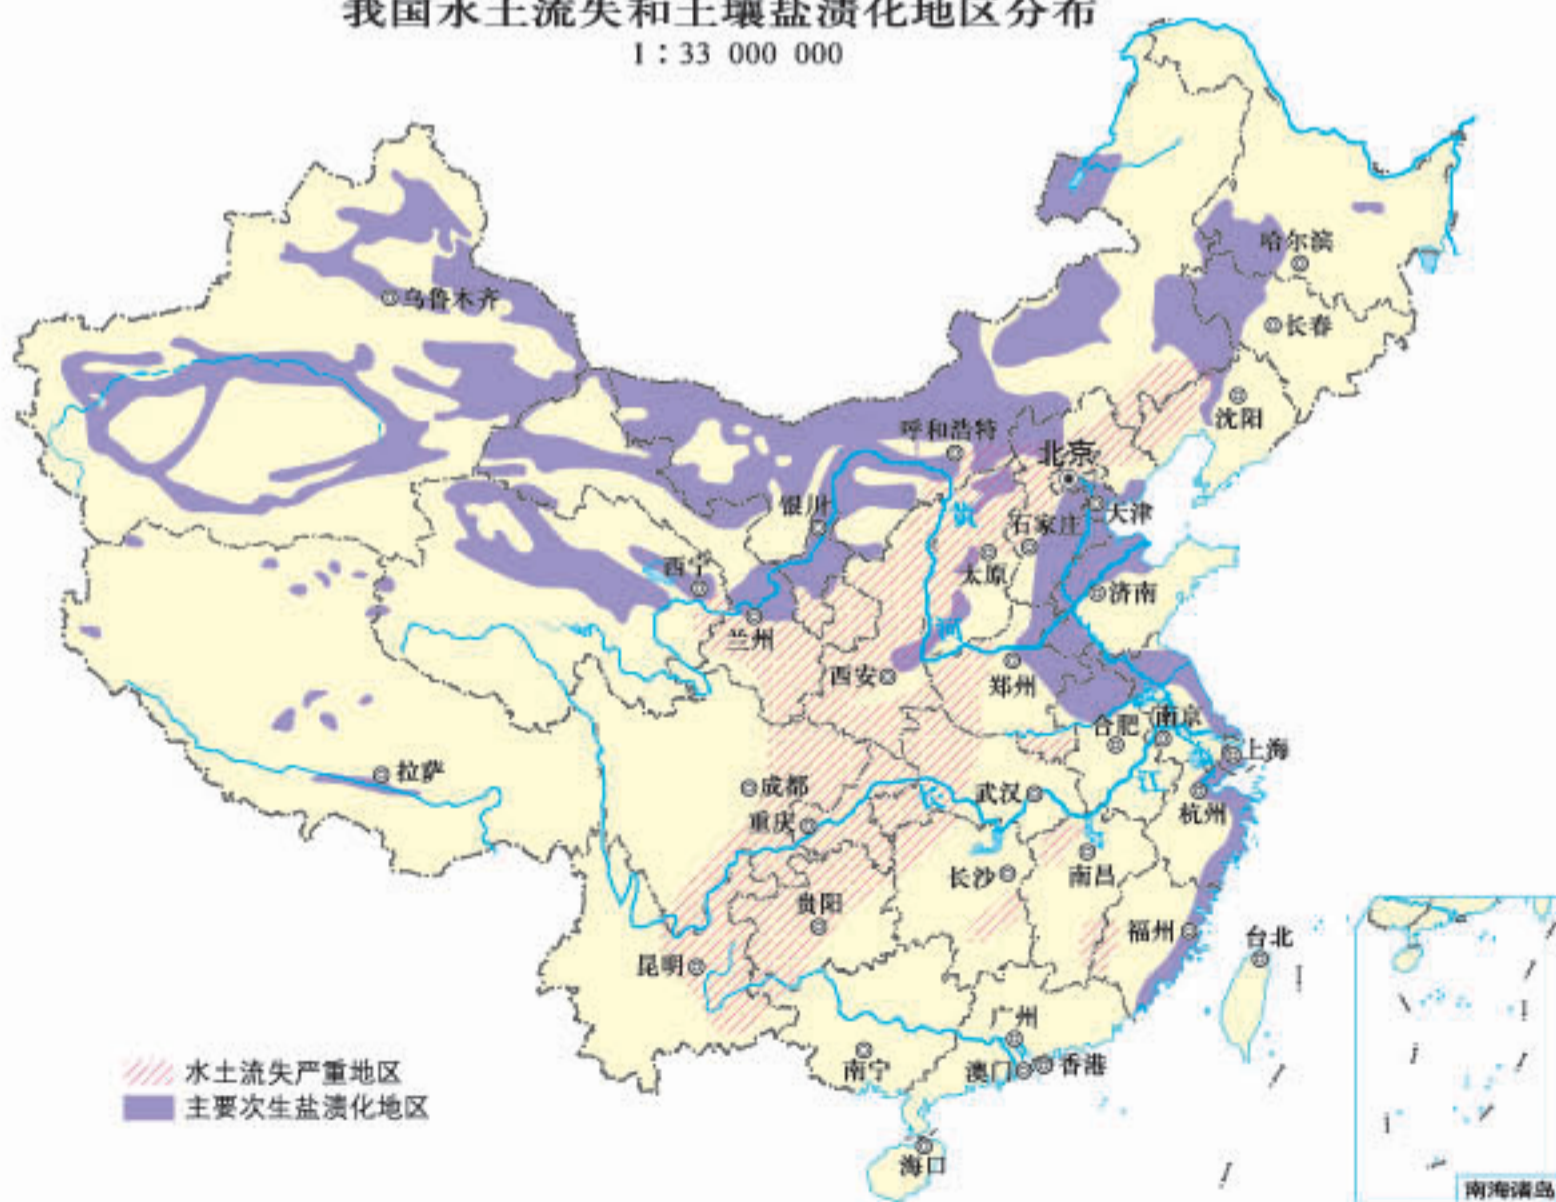 我国水土流失和土壤盐渍化地区分布
1：33 000 000
哈尔滨
乌鲁木齐
长春
沈阳
呼和浩特
北京
银川
黄
石家庄
天津
西宁
太原
济南
兰州
河
西安
郑州
合肥
南京
上海
拉萨
成都
武汉
长
江
杭州
重庆
长沙
南昌
贵阳
福州
台北
昆明
广州
南宁
澳门
香港
水土流失严重地区
主要次生盐渍化地区
海口
南海诸岛